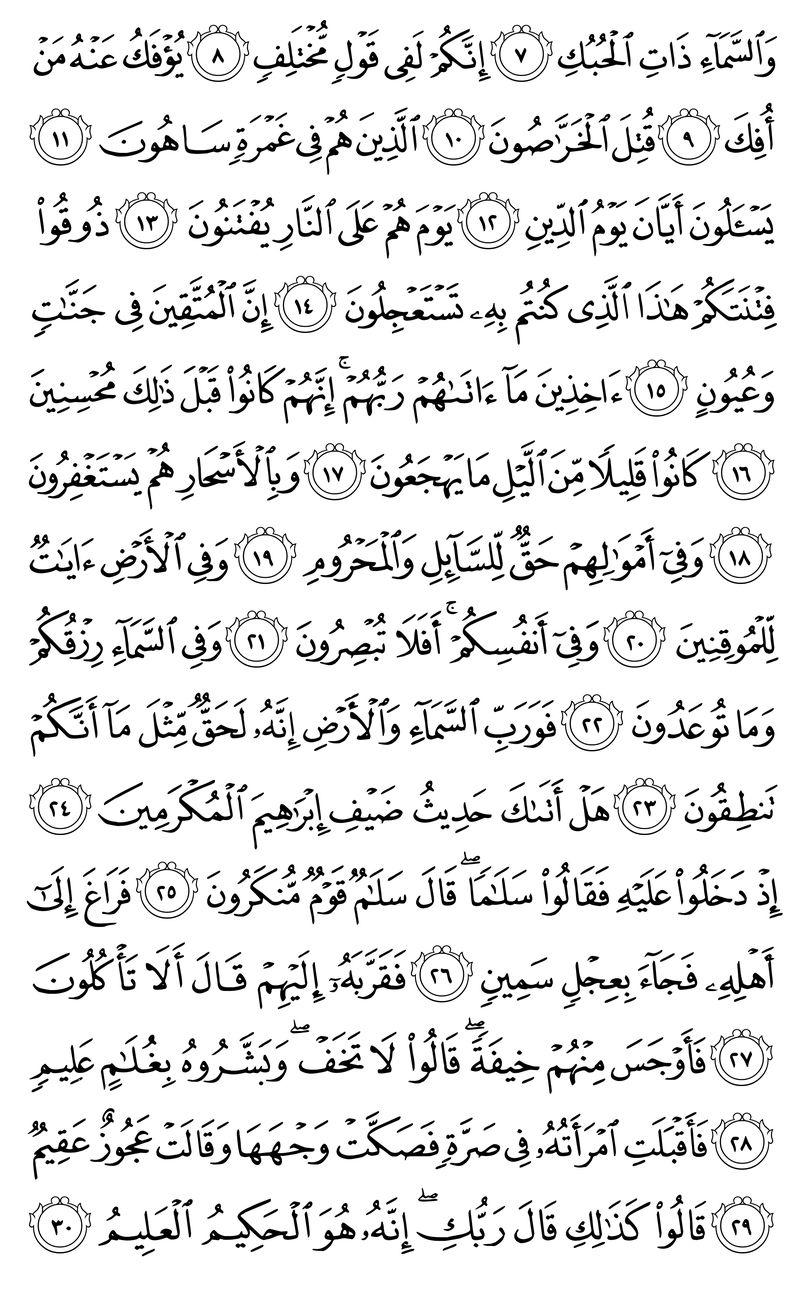 وَٱلسَّمَآءِ ذَاتِ ٱلْحُبُكِ ٧ إِنَّكُمْ لَفِى قَوْلٍ مُّخْتَلِفٍ ٨ يُؤْفَكُ عَنْهُ مَنْ
أُفِكَ ٩ قُتِلَ ٱلْخَرَّٰصُونَ ١٠ ٱلَّذِينَ هُمْ فِى غَمْرَةٍ سَاهُونَ ١١
يَسْـَٔلُونَ أَيَّانَ يَوْمُ ٱلدِّينِ ١٢ يَوْمَ هُمْ عَلَى ٱلنَّارِ يُفْتَنُونَ ١٣ ذُوقُوا۟
فِتْنَتَكُمْ هَٰذَا ٱلَّذِى كُنتُم بِهِۦ تَسْتَعْجِلُونَ ١٤ إِنَّ ٱلْمُتَّقِينَ فِى جَنَّٰتٍ
وَعُيُونٍ ١٥ ءَاخِذِينَ مَآ ءَاتَىٰهُمْ رَبُّهُمْ ۚ إِنَّهُمْ كَانُوا۟ قَبْلَ ذَٰلِكَ مُحْسِنِينَ
١٦ كَانُوا۟ قَلِيلًا مِّنَ ٱلَّيْلِ مَا يَهْجَعُونَ ١٧ وَبِٱلْأَسْحَارِ هُمْ يَسْتَغْفِرُونَ
١٨ وَفِىٓ أَمْوَٰلِهِمْ حَقٌّ لِّلسَّآئِلِ وَٱلْمَحْرُومِ ١٩ وَفِى ٱلْأَرْضِ ءَايَٰتٌ
لِّلْمُوقِنِينَ ٢٠ وَفِىٓ أَنفُسِكُمْ ۚ أَفَلَا تُبْصِرُونَ ٢١ وَفِى ٱلسَّمَآءِ رِزْقُكُمْ
وَمَا تُوعَدُونَ ٢٢ فَوَرَبِّ ٱلسَّمَآءِ وَٱلْأَرْضِ إِنَّهُۥ لَحَقٌّ مِّثْلَ مَآ أَنَّكُمْ
تَنطِقُونَ ٢٣ هَلْ أَتَىٰكَ حَدِيثُ ضَيْفِ إِبْرَٰهِيمَ ٱلْمُكْرَمِينَ ٢٤
إِذْ دَخَلُوا۟ عَلَيْهِ فَقَالُوا۟ سَلَٰمًا ۖ قَالَ سَلَٰمٌ قَوْمٌ مُّنكَرُونَ ٢٥ فَرَاغَ إِلَىٰٓ
أَهْلِهِۦ فَجَآءَ بِعِجْلٍ سَمِينٍ ٢٦ فَقَرَّبَهُۥٓ إِلَيْهِمْ قَالَ أَلَا تَأْكُلُونَ
٢٧ فَأَوْجَسَ مِنْهُمْ خِيفَةً ۖ قَالُوا۟ لَا تَخَفْ ۖ وَبَشَّرُوهُ بِغُلَٰمٍ عَلِيمٍ
٢٨ فَأَقْبَلَتِ ٱمْرَأَتُهُۥ فِى صَرَّةٍ فَصَكَّتْ وَجْهَهَا وَقَالَتْ عَجُوزٌ عَقِيمٌ
٢٩ قَالُوا۟ كَذَٰلِكِ قَالَ رَبُّكِ ۖ إِنَّهُۥ هُوَ ٱلْحَكِيمُ ٱلْعَلِيمُ ٣٠